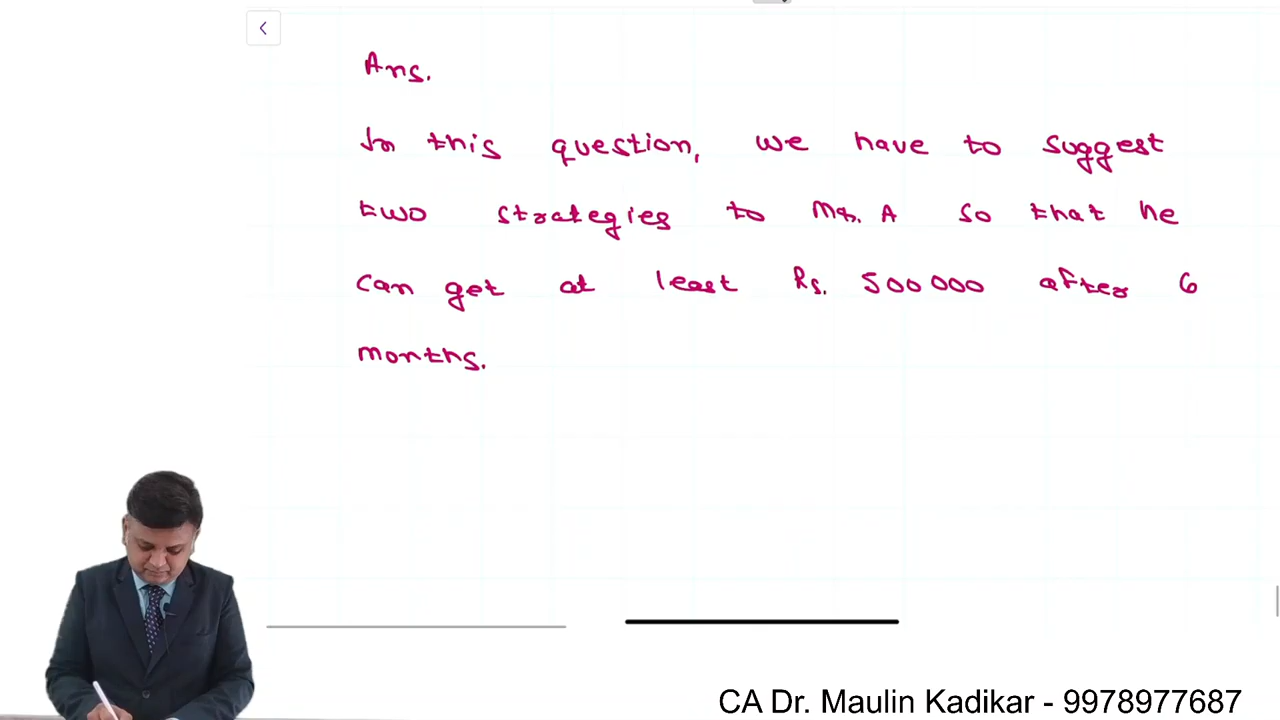 Ans.
In this question, we have to suggest
two strategies to Mr. A so that he
can get at least Rs. 500000 after 6
months.
CA Dr. Maulin Kadikar - 9978977687